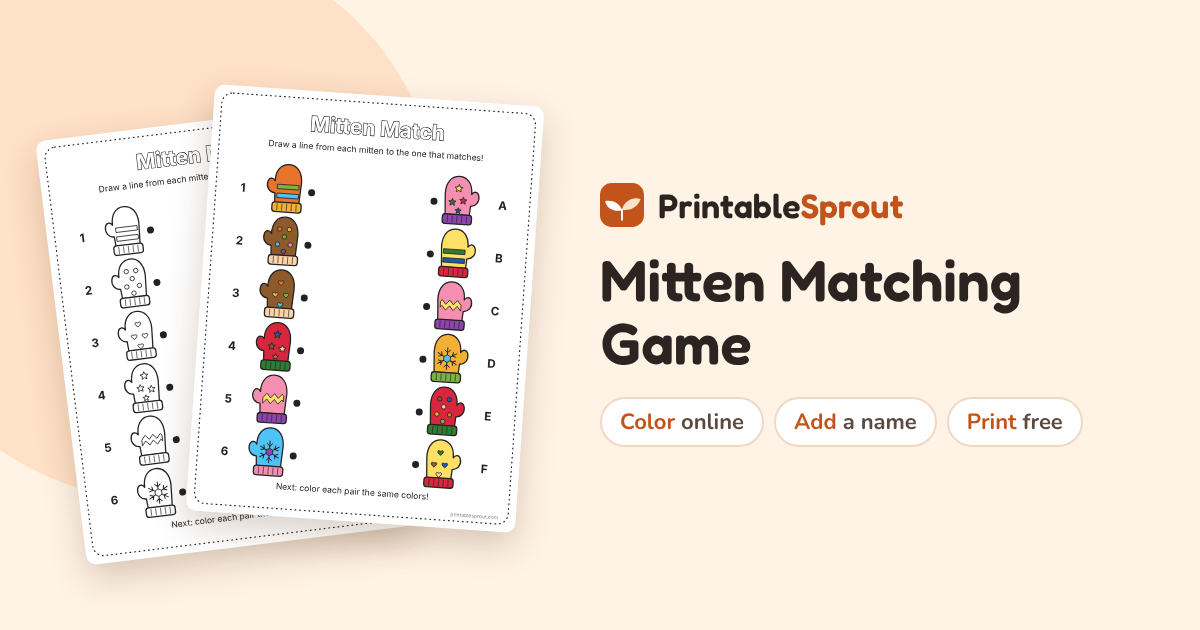 Mitten Match
Draw a line from each mitten to the one that matches!
1
2
3
4
5
6
A
B
C
D
E
F
Next: color each pair the same colors!
printablesprout.com
Mitten
Draw a line from each
1
2
3
4
5
6
Next: color each pair
PrintableSprout
Mitten Matching
Game
Color online
Add a name
Print free